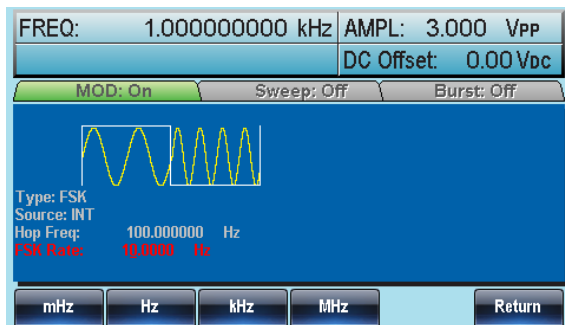 FREQ: 1.000000000 kHz AMPL: 3.000 VPP
DC Offset: 0.00 VDC
MOD: On Sweep: Off Burst: Off
Type: FSK
Source: INT
Hop Freq: 100.000000 Hz
FSK Rate: 10.0000 Hz
mHz Hz kHz MHz Return